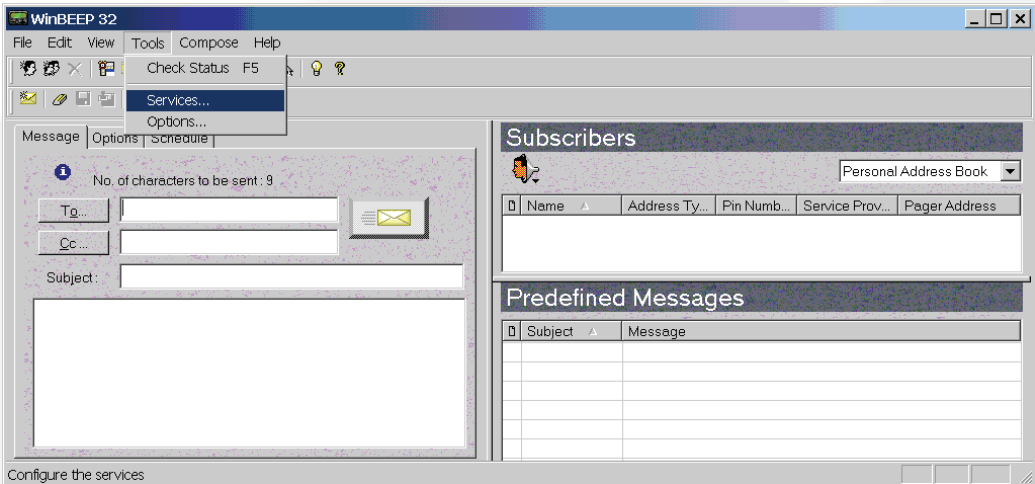 WinBEEP 32
File Edit View Tools Compose Help
Check Status F5
Services...
Options...
Message Options Schedule
No. of characters to be sent : 9
To...
Cc...
Subject :
Subscribers
Personal Address Book
Name Address Ty... Pin Numb... Service Prov... Pager Address
Predefined Messages
Subject Message
Configure the services